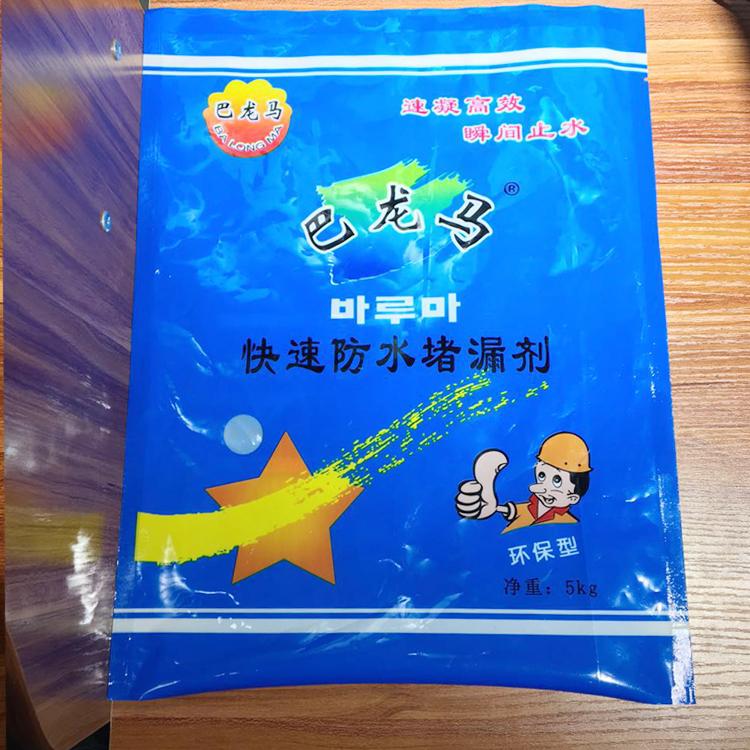 巴龙马
BA LONG MA
速凝高效
瞬间止水
巴龙马®
바루마
快速防水堵漏剂
环保型
净重：5kg